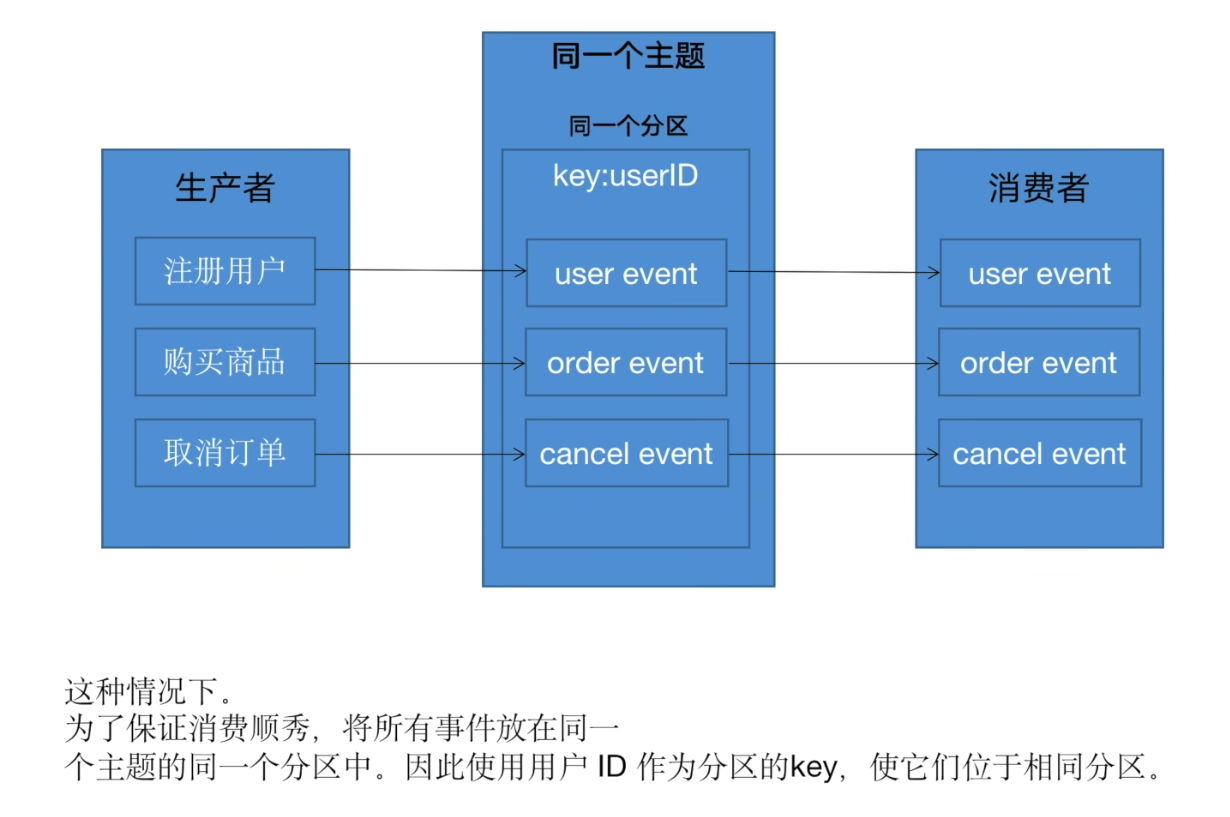 同一个主题
同一个分区
key:userID
生产者
消费者
注册用户
user event
user event
购买商品
order event
order event
取消订单
cancel event
cancel event
这种情况下。
为了保证消费顺秀，将所有事件放在同一
个主题的同一个分区中。因此使用用户 ID 作为分区的key，使它们位于相同分区。